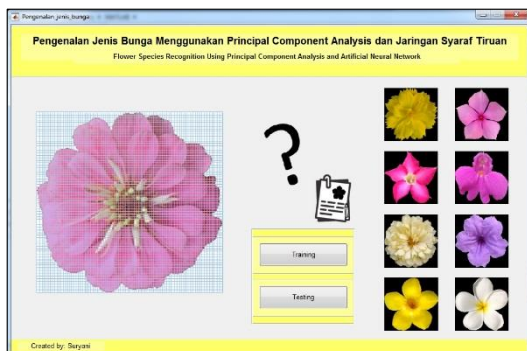 Pengenalan_jenis_bunga
Pengenalan Jenis Bunga Menggunakan Principal Component Analysis dan Jaringan Syaraf Tiruan
Flower Species Recognition Using Principal Component Analysis and Artificial Neural Network
?
Training
Testing
Created by: Suryani